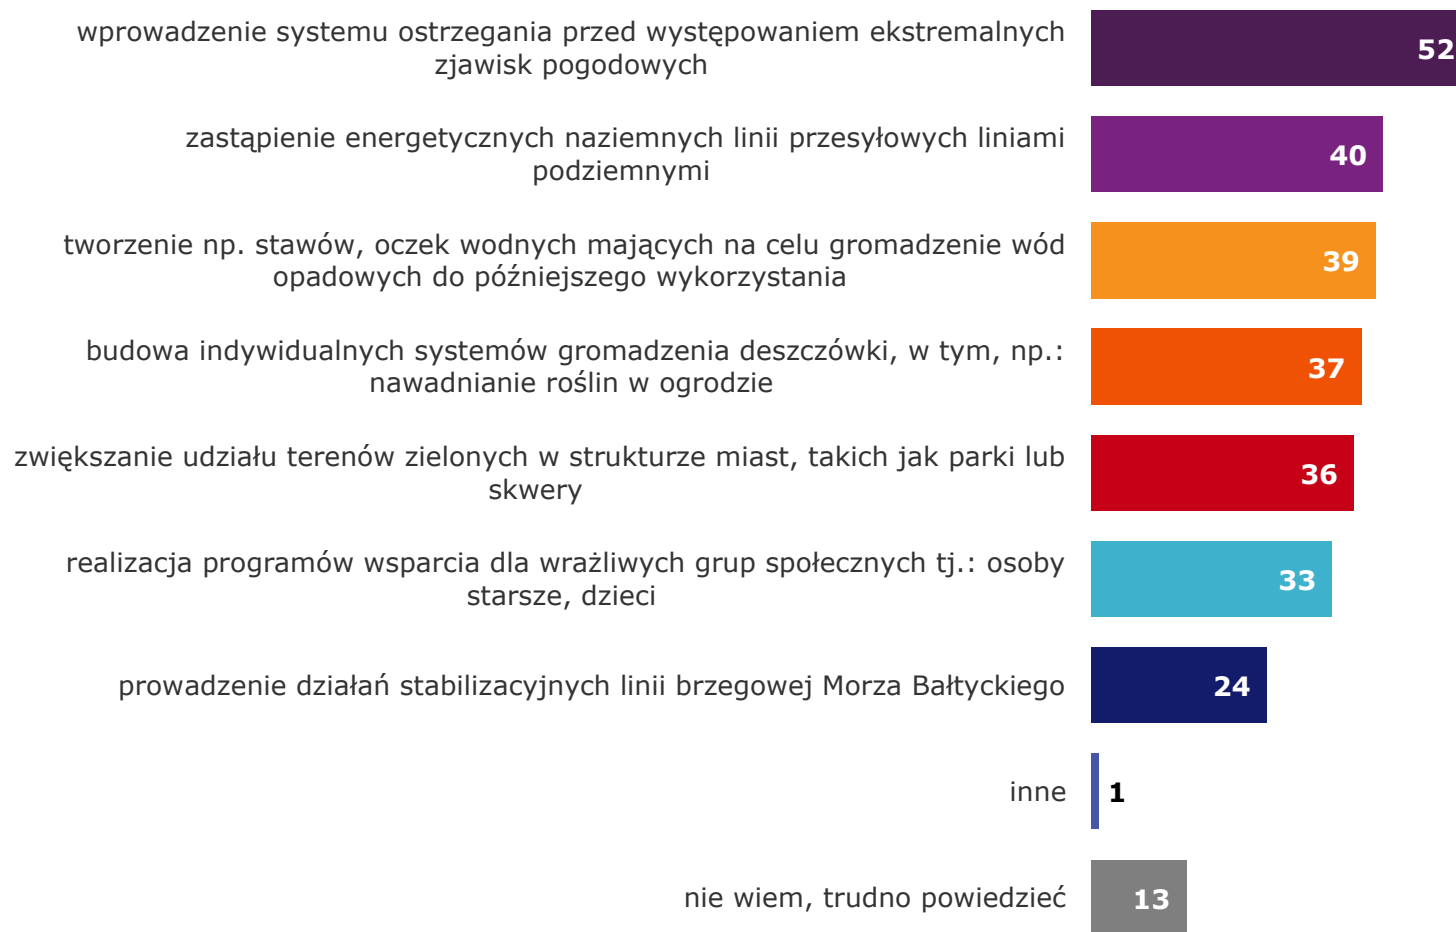 wprowadzenie systemu ostrzegania przed występowaniem ekstremalnych
zjawisk pogodowych
52
zastąpienie energetycznych naziemnych linii przesyłowych liniami
podziemnymi
40
tworzenie np. stawów, oczek wodnych mających na celu gromadzenie wód
opadowych do późniejszego wykorzystania
39
budowa indywidualnych systemów gromadzenia deszczówki, w tym, np.:
nawadnianie roślin w ogrodzie
37
zwiększanie udziału terenów zielonych w strukturze miast, takich jak parki lub
skwery
36
realizacja programów wsparcia dla wrażliwych grup społecznych tj.: osoby
starsze, dzieci
33
prowadzenie działań stabilizacyjnych linii brzegowej Morza Bałtyckiego
24
inne
1
nie wiem, trudno powiedzieć
13